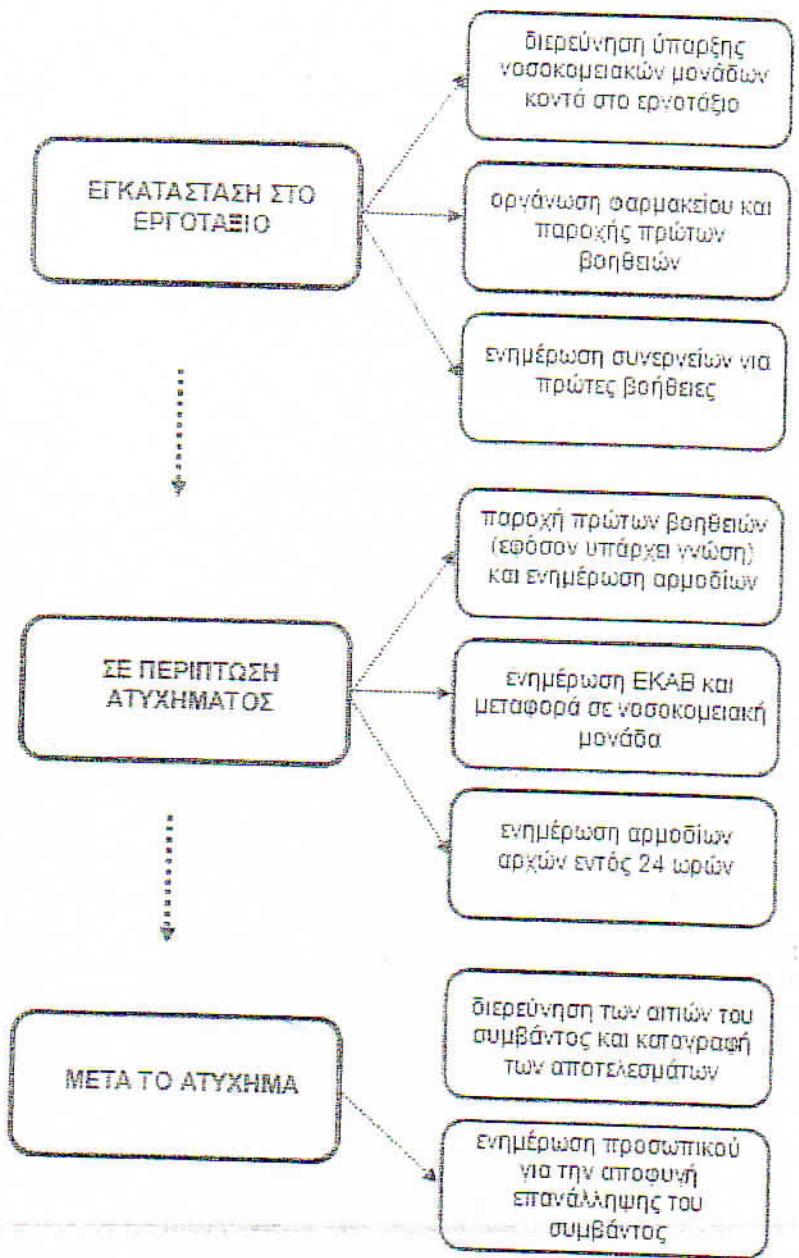 ΕΓΚΑΤΑΣΤΑΣΗ ΣΤΟ
ΕΡΓΟΤΑΞΙΟ
διερεύνηση ύπαρξης
νοσοκομειακών μονάδων
κοντά στο εργοτάξιο
οργάνωση φαρμακείου και
παροχής πρώτων
βοηθειών
ενημέρωση συνεργείων για
πρώτες βοήθειες
ΣΕ ΠΕΡΙΠΤΩΣΗ
ΑΤΥΧΗΜΑΤΟΣ
παροχή πρώτων βοηθειών
(εφόσον υπάρχει γνώση)
και ενημέρωση αρμοδίων
ενημέρωση ΕΚΑΒ και
μεταφορά σε νοσοκομειακή
μονάδα
ενημέρωση αρμοδίων
αρχών εντός 24 ωρών
ΜΕΤΑ ΤΟ ΑΤΥΧΗΜΑ
διερεύνηση των αιτιών του
συμβάντος και καταγραφή
των αποτελεσμάτων
ενημέρωση προσωπικού
για την αποφυγή
επανάλληψης του
συμβάντος